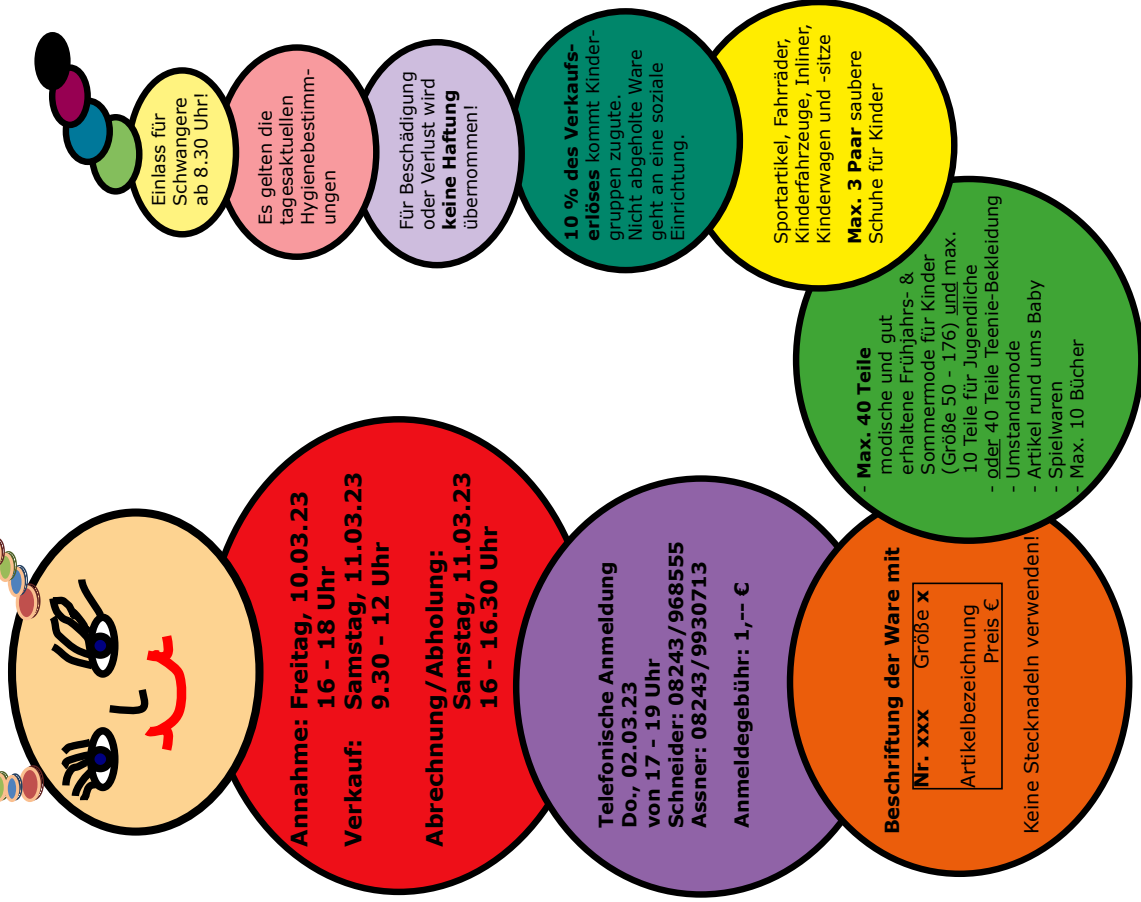 Annahme: Freitag, 10.03.23
16 - 18 Uhr
Verkauf: Samstag, 11.03.23
9.30 - 12 Uhr
Abrechnung/Abholung:
Samstag, 11.03.23
16 - 16.30 Uhr
Telefonische Anmeldung
Do., 02.03.23
von 17 - 19 Uhr
Schneider: 08243/968555
Assner: 08243/9930713
Anmeldegebühr: 1,-- €
Beschriftung der Ware mit
Nr. xxx Größe x
Artikelbezeichnung
Preis €
Keine Stecknadeln verwenden!
- Max. 40 Teile
modische und gut
erhaltene Frühjahrs- &
Sommermode für Kinder
(Größe 50 - 176) und max.
10 Teile für Jugendliche
- oder 40 Teile Teenie-Bekleidung
- Umstandsmode
- Artikel rund ums Baby
- Spielwaren
- Max. 10 Bücher
Sportartikel, Fahrräder,
Kinderfahrzeuge, Inliner,
Kinderwagen und -sitze
Max. 3 Paar saubere
Schuhe für Kinder
10 % des Verkaufs-
erlöses kommt Kinder-
gruppen zugute.
Nicht abgeholte Ware
geht an eine soziale
Einrichtung.
Für Beschädigung
oder Verlust wird
keine Haftung
übernommen!
Es gelten die
tagesaktuellen
Hygienebestimm-
ungen
Einlass für
Schwangere
ab 8.30 Uhr!